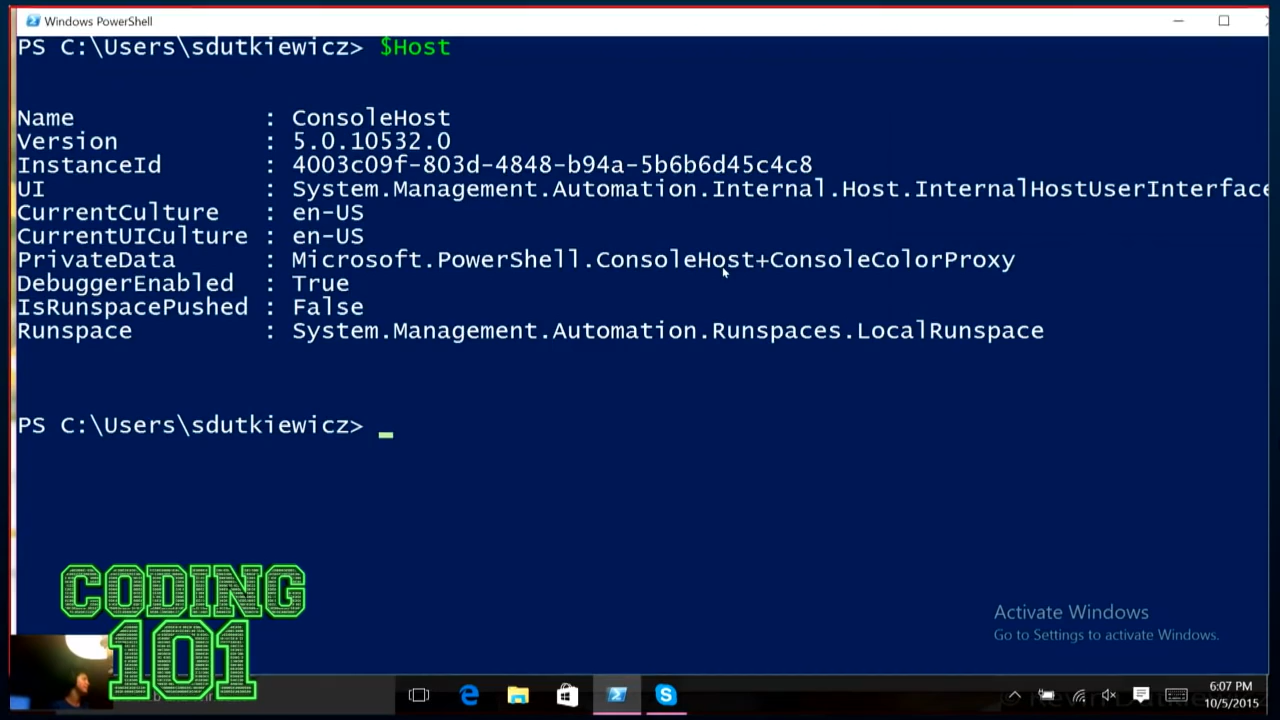 Windows PowerShell
PS C:\Users\sdutkiewicz> $Host
Name : ConsoleHost
Version : 5.0.10532.0
InstanceId : 4003c09f-803d-4848-b94a-5b6b6d45c4c8
UI : System.Management.Automation.Internal.Host.InternalHostUserInterface
CurrentCulture : en-US
CurrentUICulture : en-US
PrivateData : Microsoft.PowerShell.ConsoleHost+ConsoleColorProxy
DebuggerEnabled : True
IsRunspacePushed : False
Runspace : System.Management.Automation.Runspaces.LocalRunspace
PS C:\Users\sdutkiewicz>
CODING
101
Activate Windows
Go to Settings to activate Windows.
6:07 PM
10/5/2015